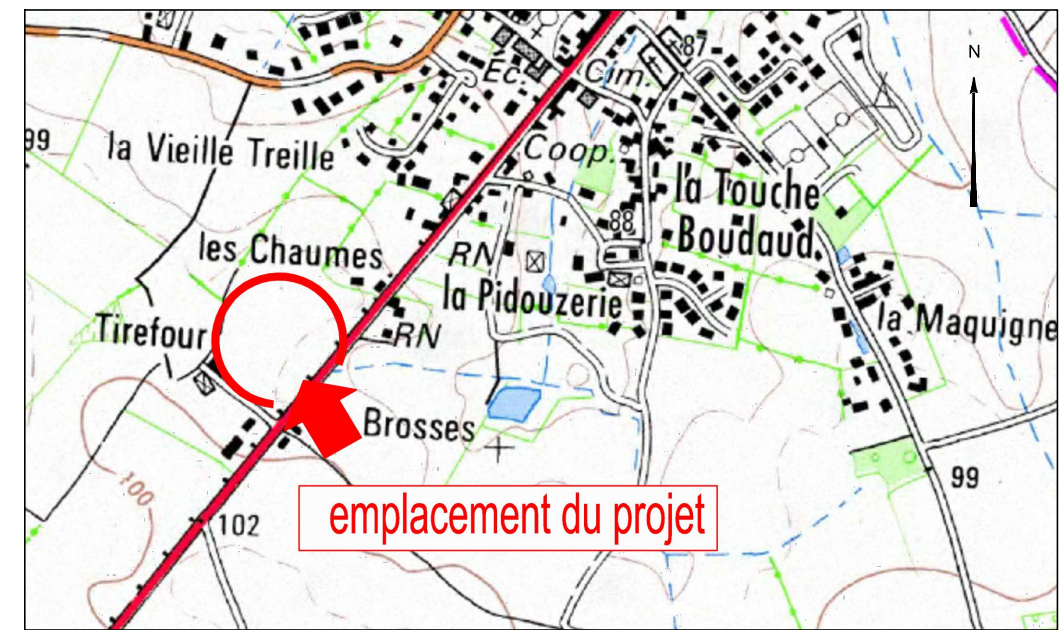 87
N
Éc.
Cim.
99
la Vieille Treille
Coop.
la Touche
Boudaud
88
les Chaumes
RN
la Pidouzerie
Tirefour
RN
la Maquigne
Brosses
99
100
emplacement du projet
102